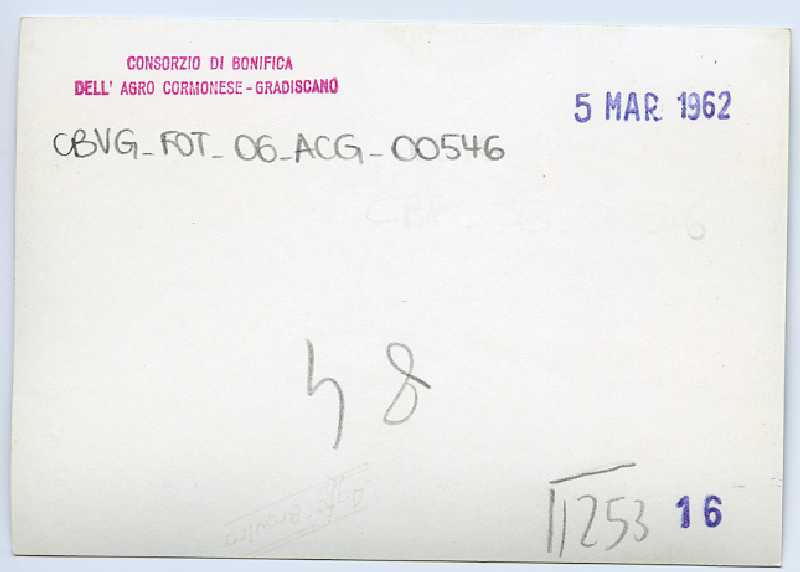 CONSORZIO DI BONIFICA
DELL' AGRO CORMONESE-GRADISCANO
5 MAR 1962
CBVG_FOT_06_ACG_00546
48
1253
16